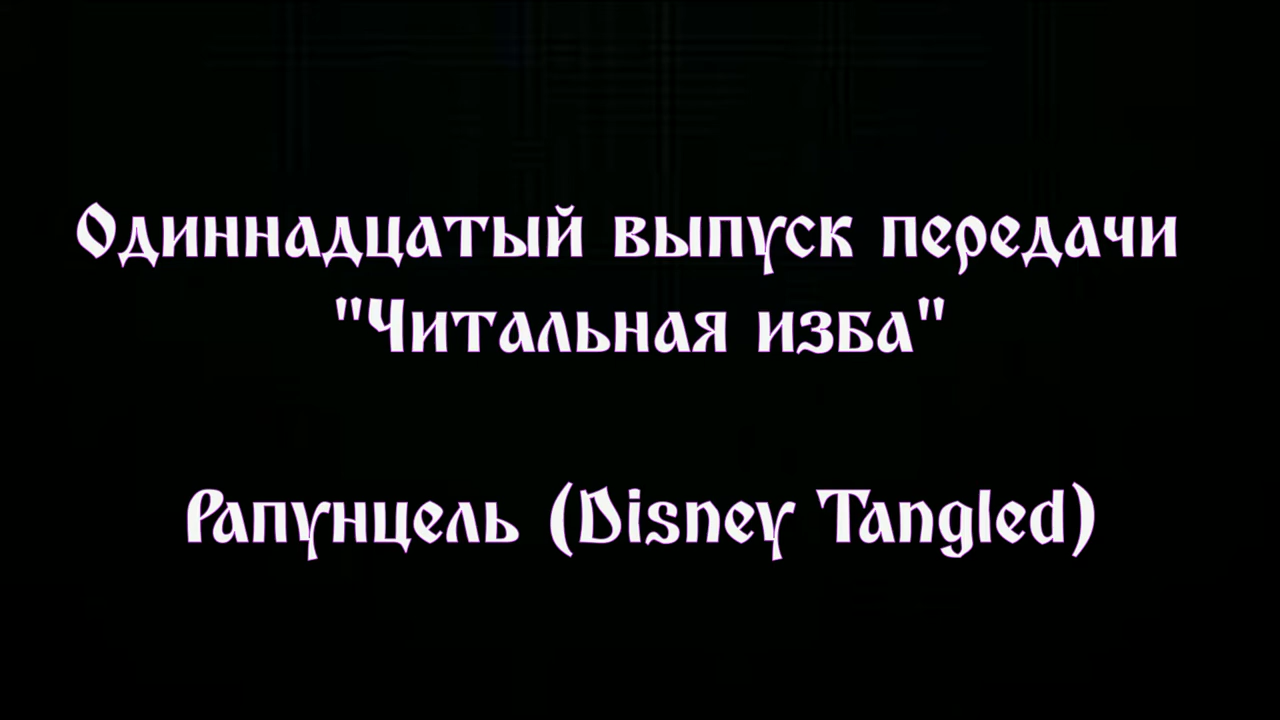 Одиннадцатый выпуск передачи
"Читальная изба"
Рапунцель (Disney Tangled)